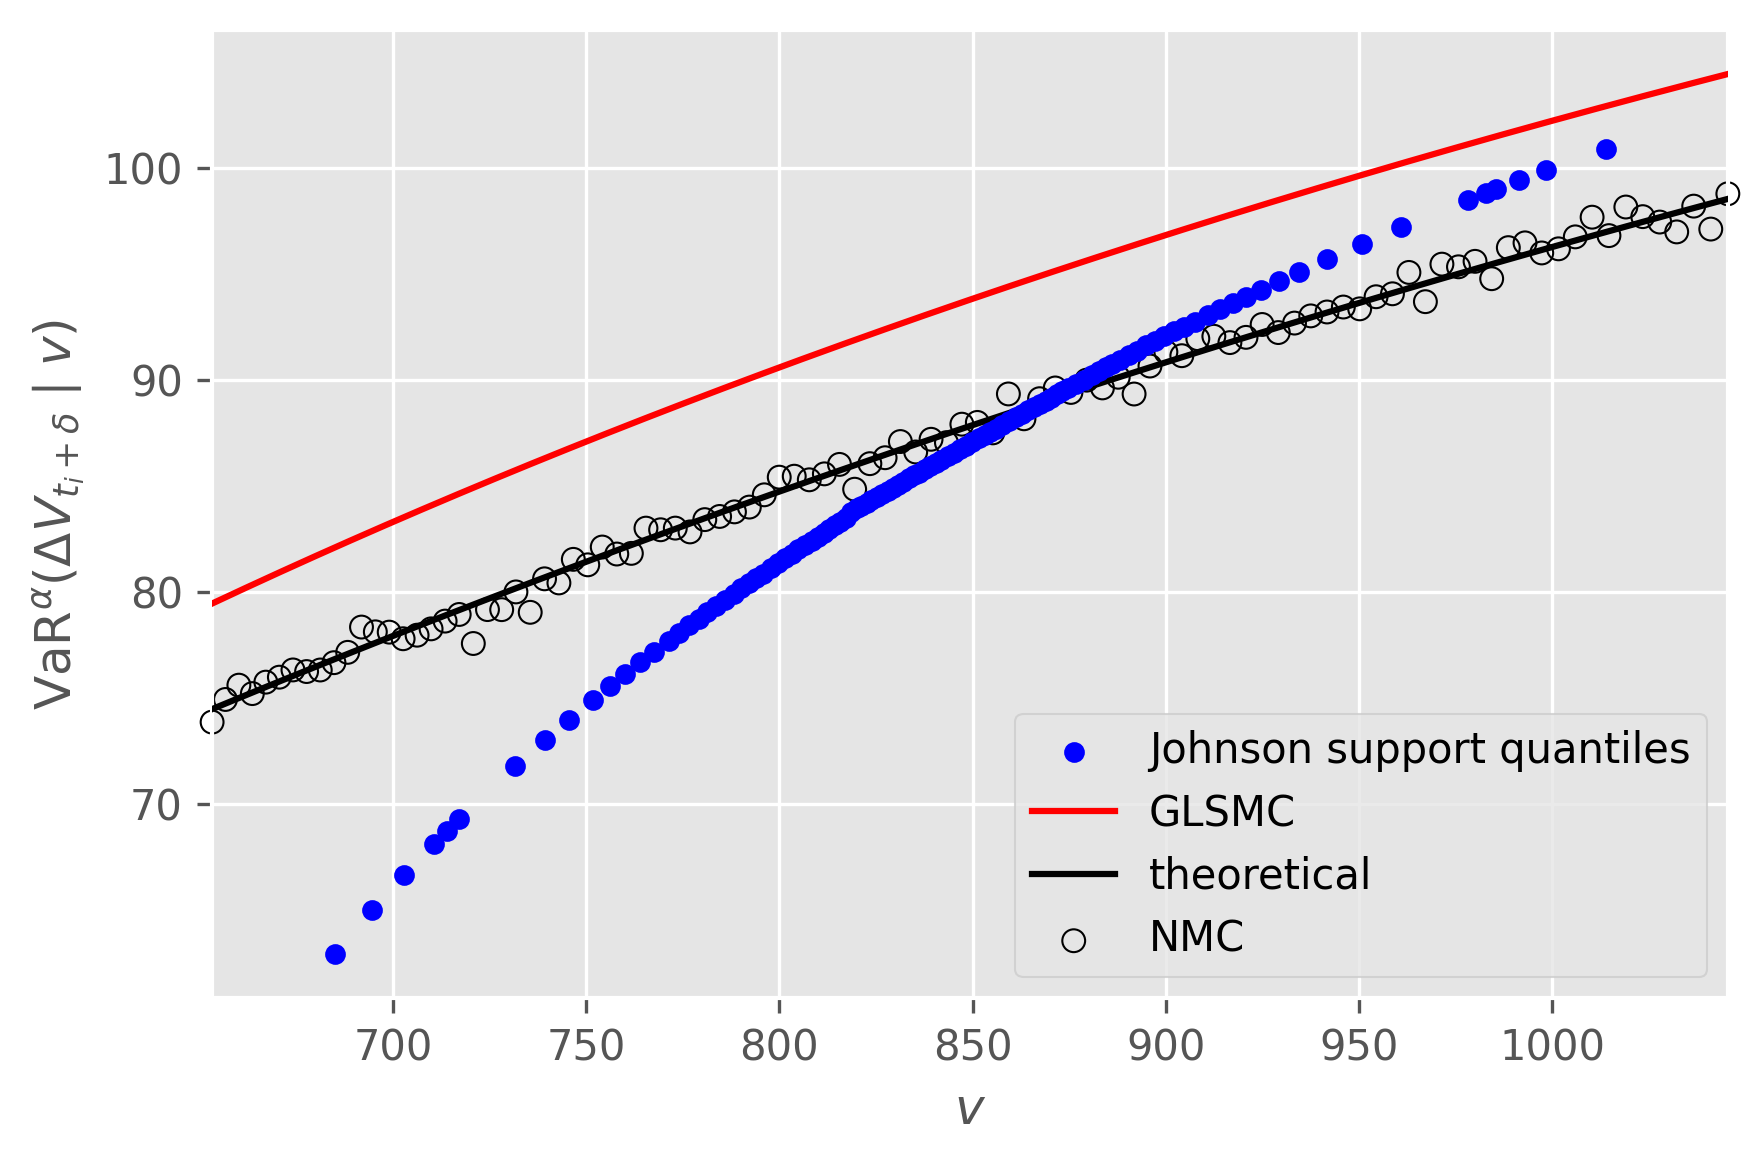 VaRᵅ(ΔV_{t_i+δ} | v)
100
90
80
70
Johnson support quantiles
GLSMC
theoretical
NMC
700 750 800 850 900 950 1000
v